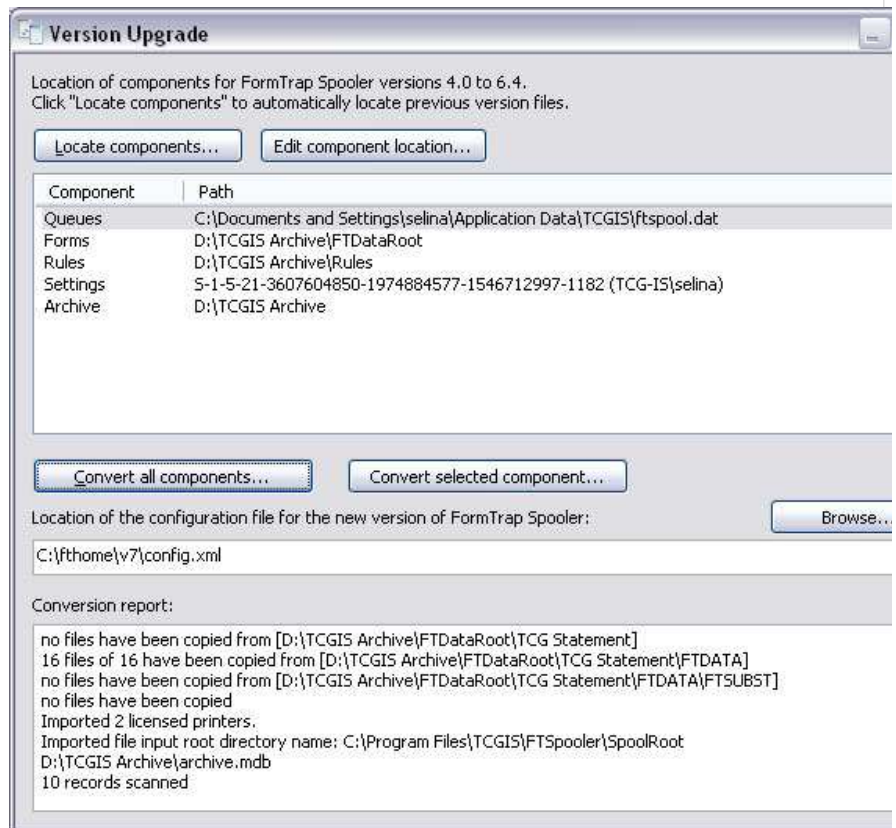 Version Upgrade
Location of components for FormTrap Spooler versions 4.0 to 6.4.
Click "Locate components" to automatically locate previous version files.
Locate components... Edit component location...
Component Path
Queues C:\Documents and Settings\selina\Application Data\TCGIS\ftspool.dat
Forms D:\TCGIS Archive\FTDataRoot
Rules D:\TCGIS Archive\Rules
Settings S-1-5-21-3607604850-1974884577-1546712997-1182 (TCG-IS\selina)
Archive D:\TCGIS Archive
Convert all components... Convert selected component...
Location of the configuration file for the new version of FormTrap Spooler: Browse...
C:\fthome\v7\config.xml
Conversion report:
no files have been copied from [D:\TCGIS Archive\FTDataRoot\TCG Statement]
16 files of 16 have been copied from [D:\TCGIS Archive\FTDataRoot\TCG Statement\FTDATA]
no files have been copied from [D:\TCGIS Archive\FTDataRoot\TCG Statement\FTDATA\FTSUBST]
no files have been copied
Imported 2 licensed printers.
Imported file input root directory name: C:\Program Files\TCGIS\FTSpooler\SpoolRoot
D:\TCGIS Archive\archive.mdb
10 records scanned